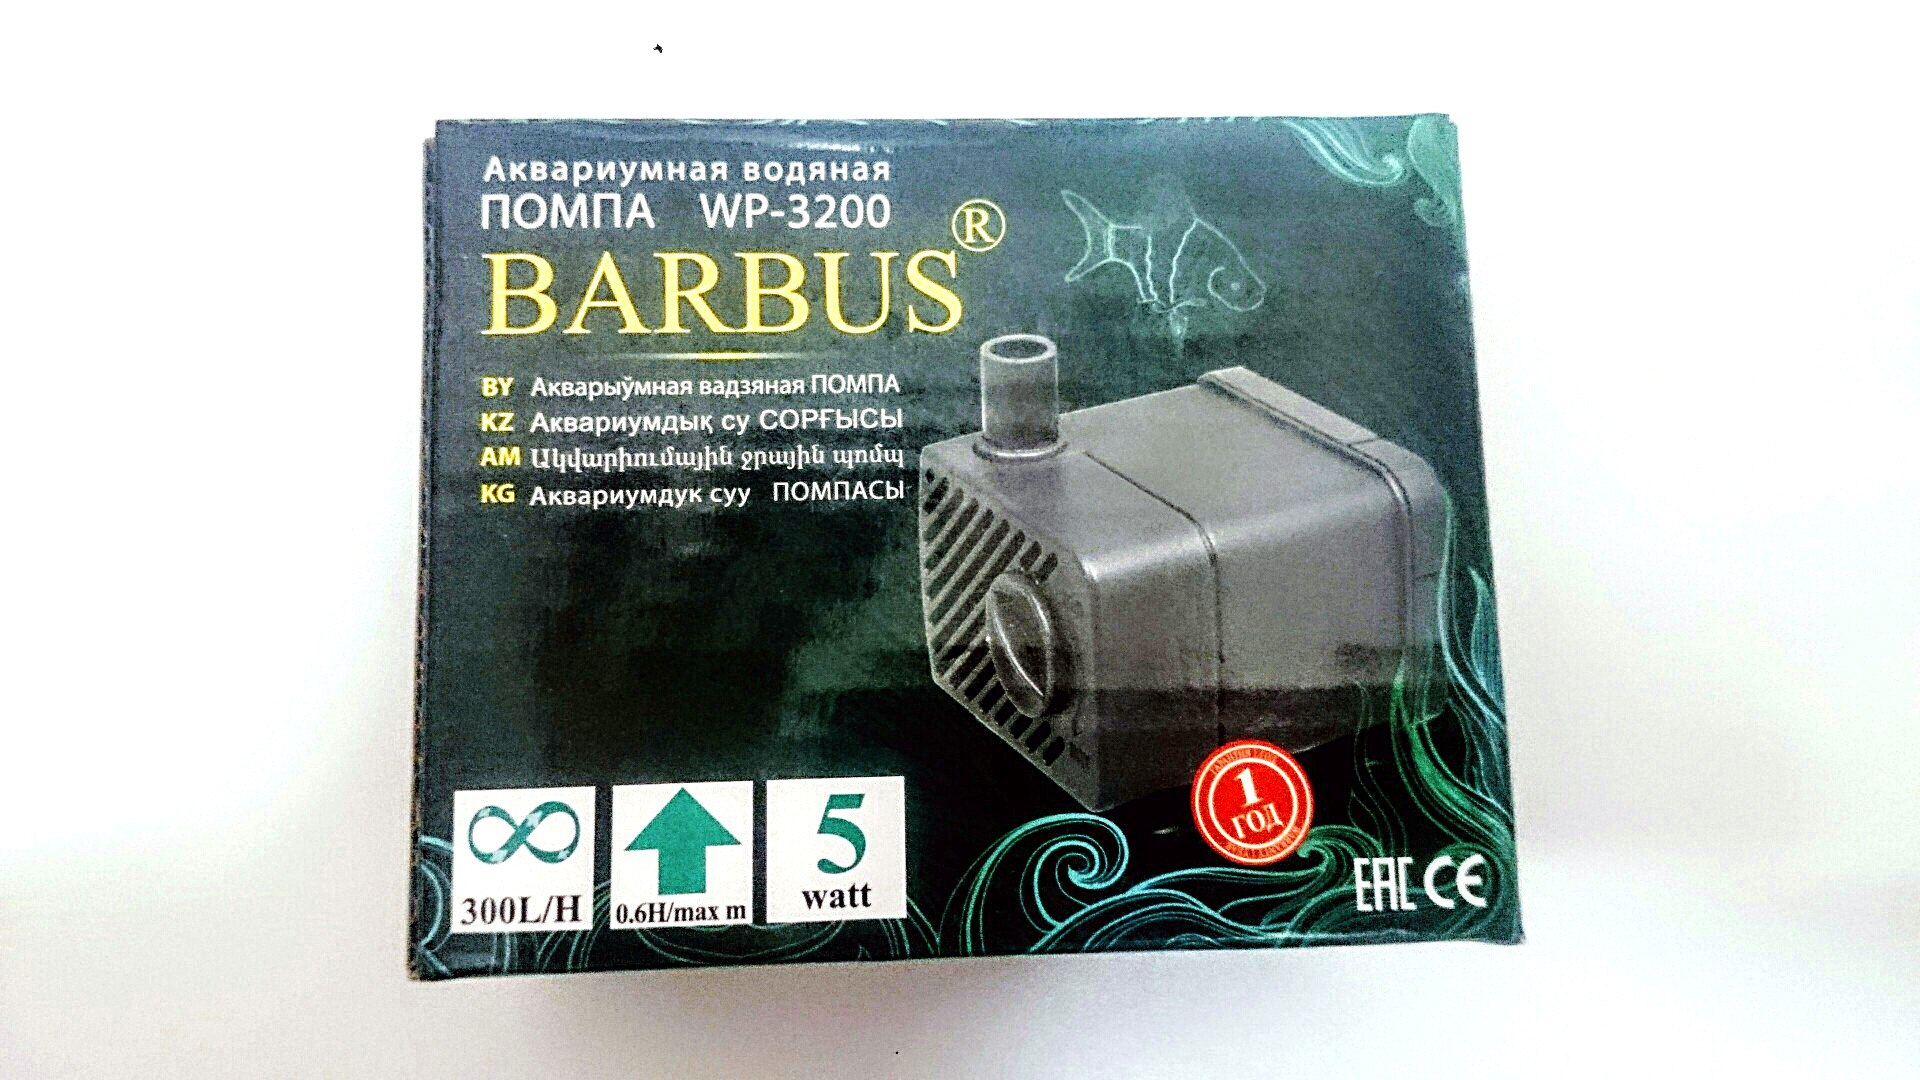 Аквариумная водяная
ПОМПА WP-3200
BARBUS®
BY Акварыўмная вадзяная ПОМПА
KZ Аквариумдық су СОРҒЫСЫ
AM Ակվարիումային ջրային պոմպ
KG Аквариумдук суу ПОМПАСЫ
300L/H
0.6H/max m
5
watt
1
ГОД
EAC CE